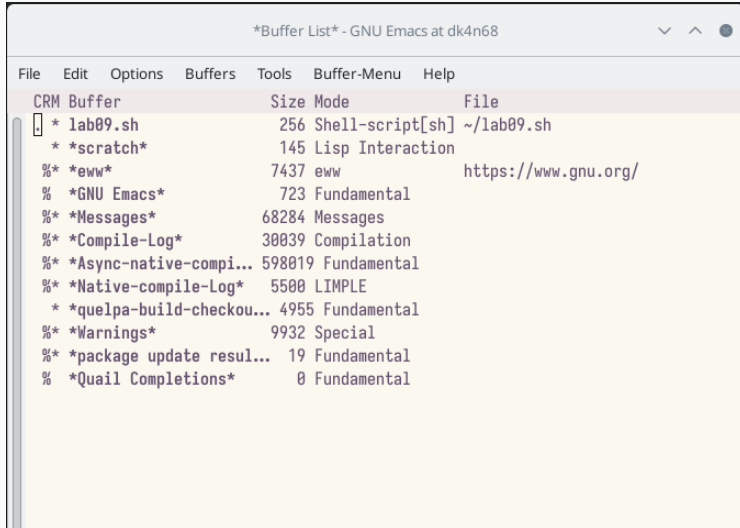 *Buffer List* - GNU Emacs at dk4n68
File Edit Options Buffers Tools Buffer-Menu Help
CRM Buffer Size Mode File
. * lab09.sh 256 Shell-script[sh] ~/lab09.sh
* *scratch* 145 Lisp Interaction
%* *eww* 7437 eww https://www.gnu.org/
% *GNU Emacs* 723 Fundamental
%* *Messages* 68284 Messages
%* *Compile-Log* 30039 Compilation
%* *Async-native-compi... 598019 Fundamental
%* *Native-compile-Log* 5500 LIMPLE
* *quelpa-build-checkou... 4955 Fundamental
%* *Warnings* 9932 Special
%* *package update resul... 19 Fundamental
% *Quail Completions* 0 Fundamental